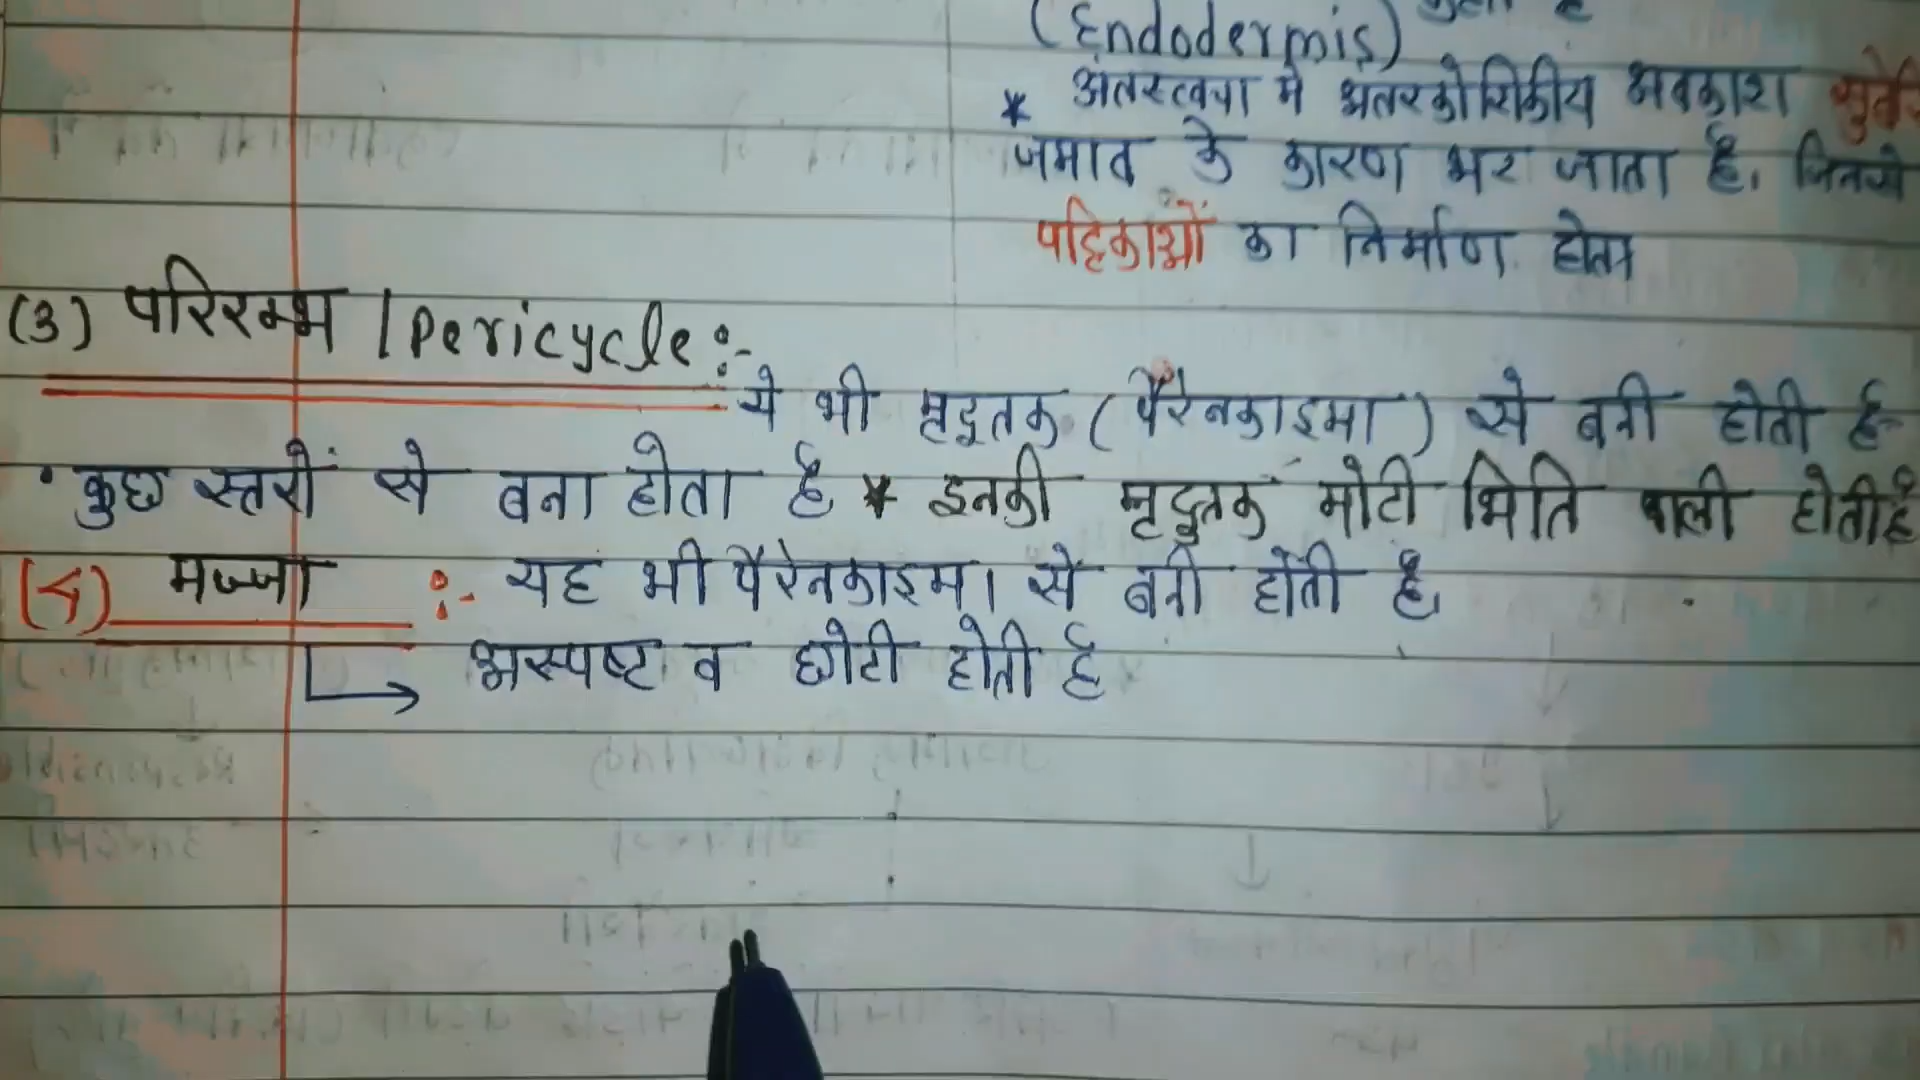 (Endodermis)
* अंतस्त्वचा मे अंतरकोशिकीय अवकाश
जमाव के कारण भर जाता है, जिनसे
पट्टिकाओं का निर्माण होता
(3) परिरम्भ / Pericycle :-
ये भी मृदूतक (पैरेनकाइमा) से बनी होती है
• कुछ स्तरों से बना होता है * इनकी मृदुतक मोटी भिति वाली होती है
(4) मज्जा :- यह भी पैरेनकाइमा से बनी होती है,
अस्पष्ट व छोटी होती है